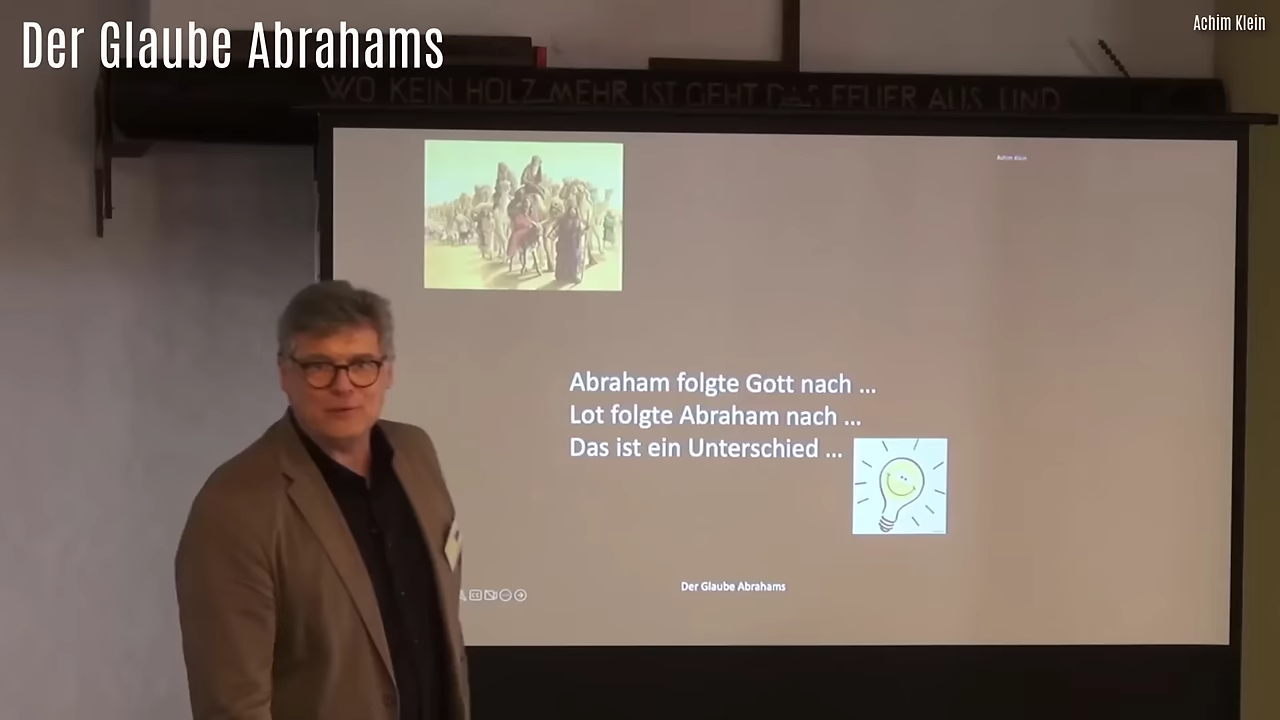 Der Glaube Abrahams
Achim Klein
WO KEIN HOLZ MEHR IST GEHT DAS FEUER AUS UND
Achim Klein
Abraham folgte Gott nach ...
Lot folgte Abraham nach ...
Das ist ein Unterschied ...
Der Glaube Abrahams